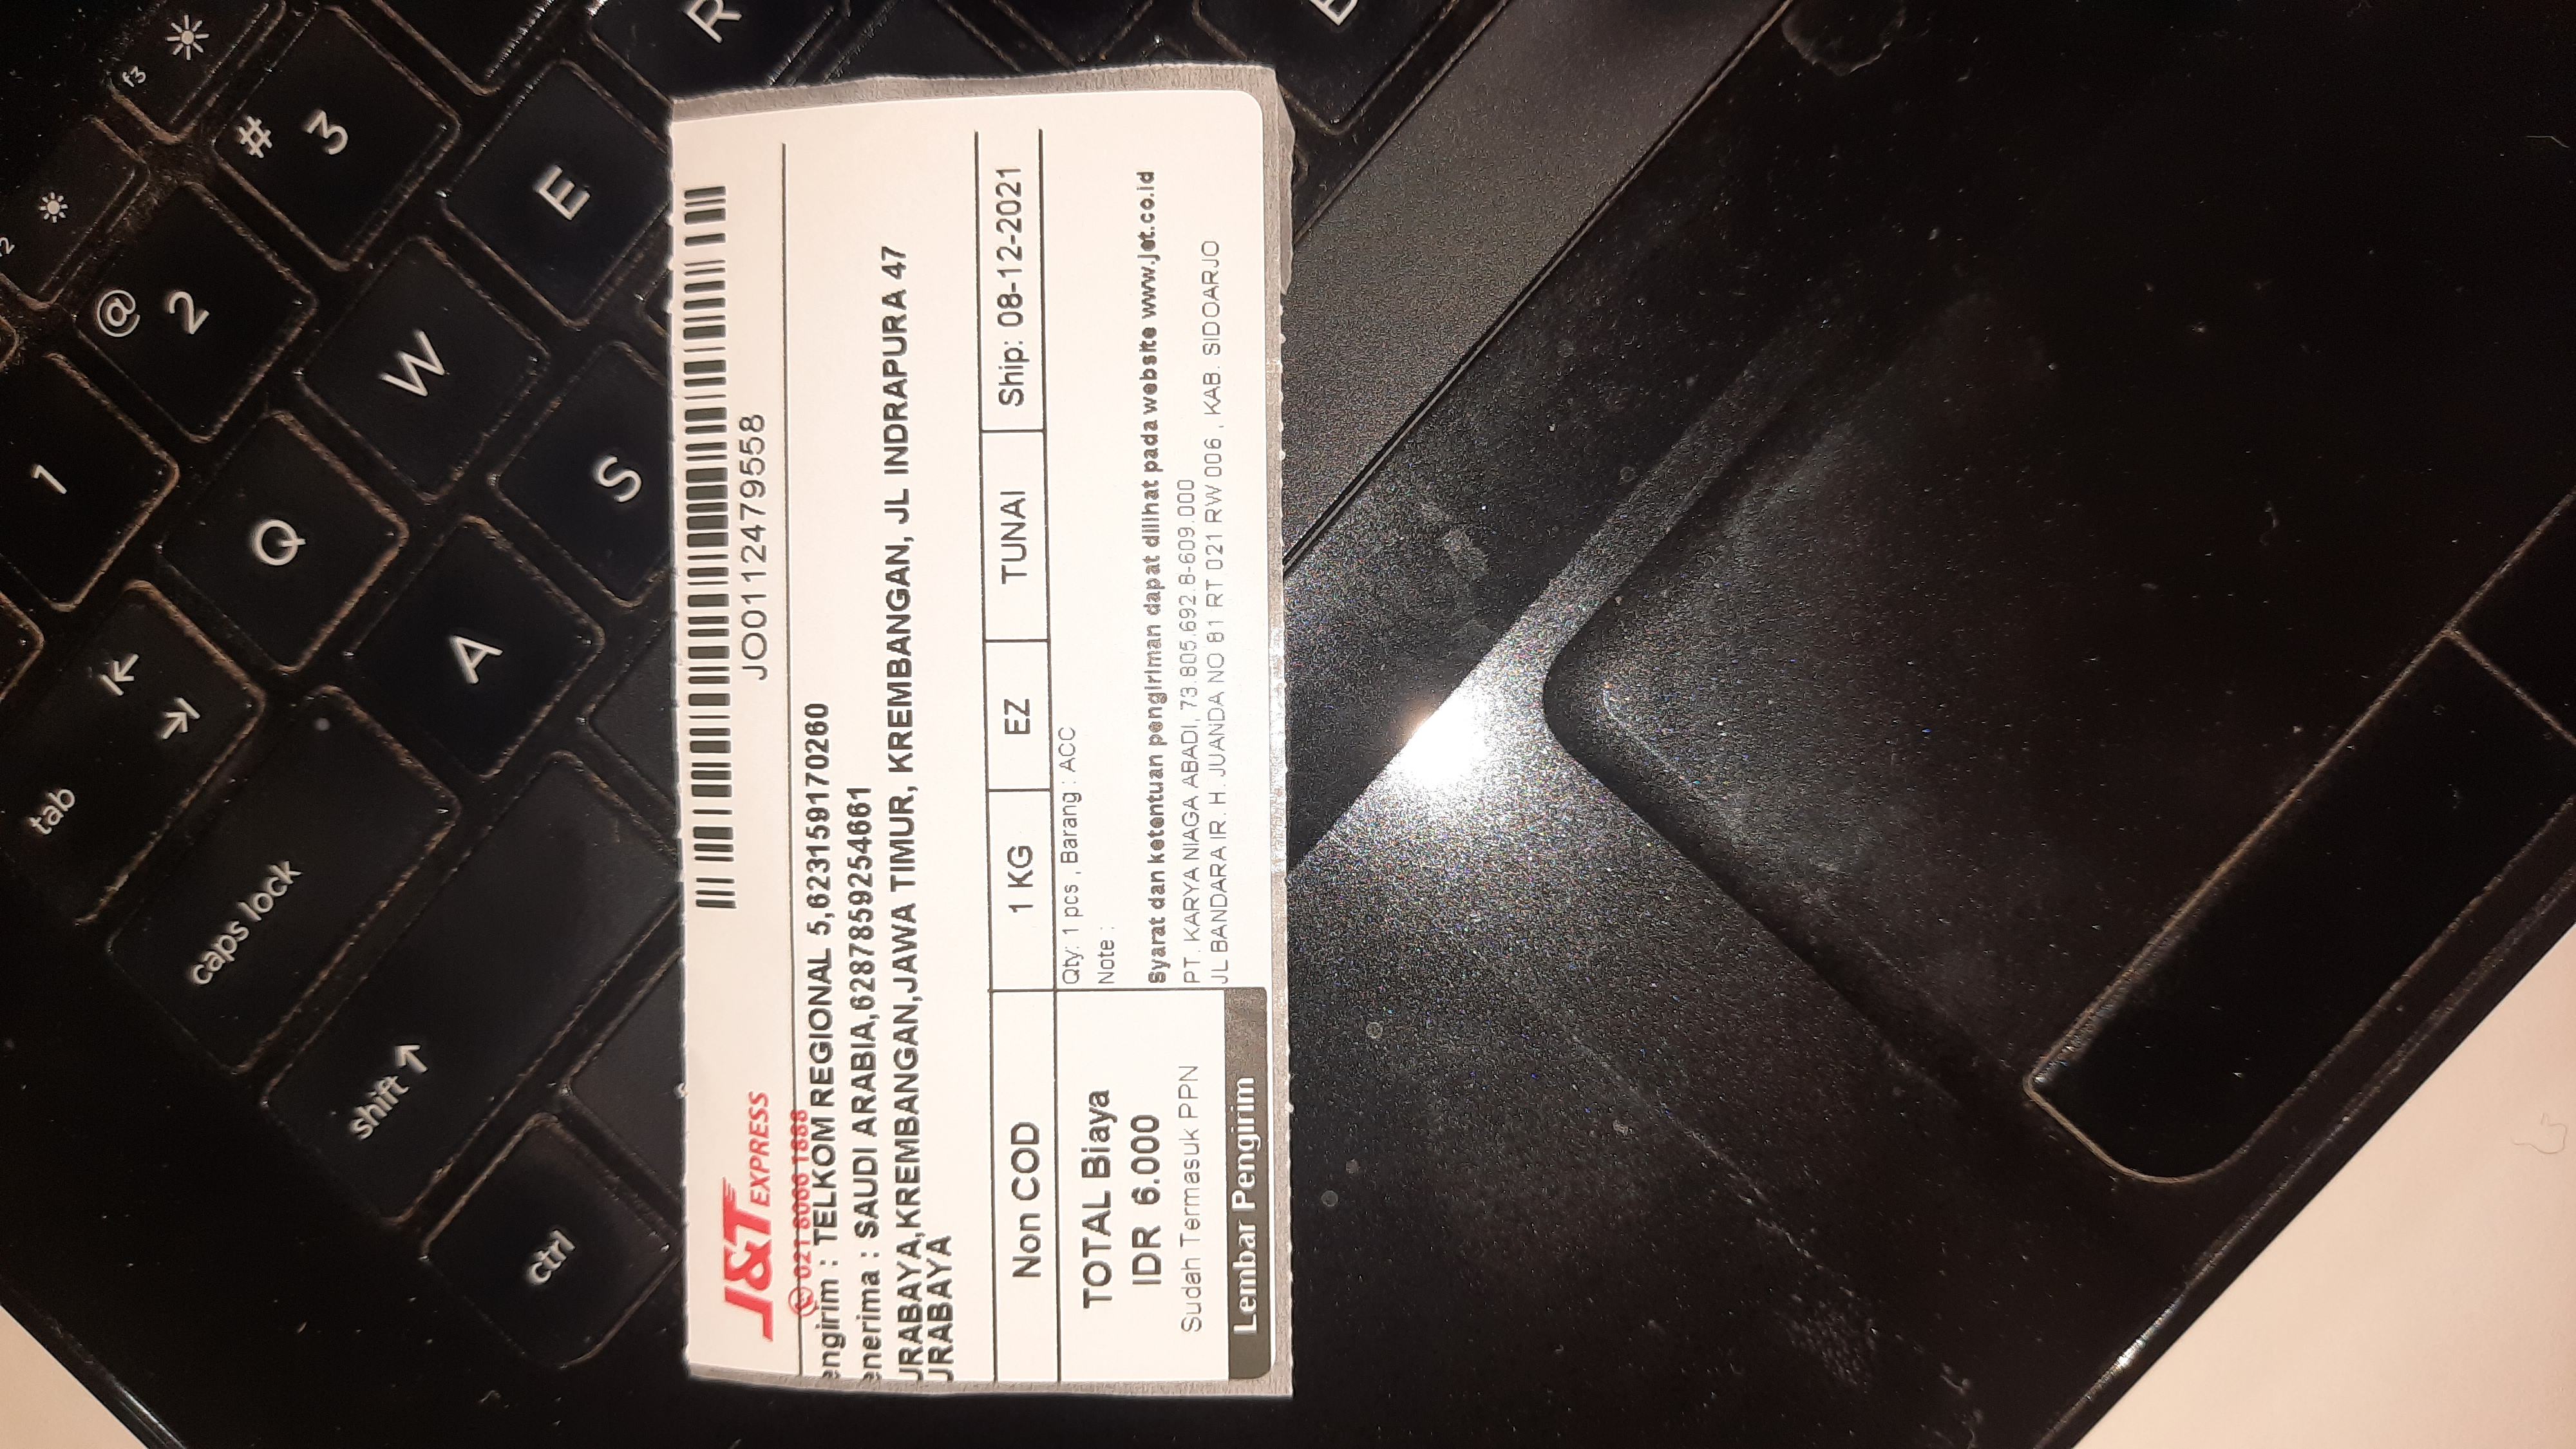 tab
1
f2
@
2
f3
caps lock
Q
#
3
shift
W
A
E
ctrl
S
R
J&T EXPRESS
JO0112479558
021 8066 1888
engirim : TELKOM REGIONAL 5,623159170260
enerima : SAUDI ARABIA,6287859254661
URABAYA,KREMBANGAN,JAWA TIMUR, KREMBANGAN, JL INDRAPURA 47
URABAYA
Non COD
1 KG
EZ
TUNAI
Ship: 08-12-2021
TOTAL Biaya
IDR 6.000
Sudah Termasuk PPN
Lembar Pengirim
Qty: 1 pcs , Barang : ACC
Note :
Syarat dan ketentuan pengiriman dapat dilihat pada website www.jet.co.id
PT. KARYA NIAGA ABADI, 73.805.692.8-609.000
JL BANDARA IR. H. JUANDA NO 81 RT 021 RW 006 , KAB. SIDOARJO